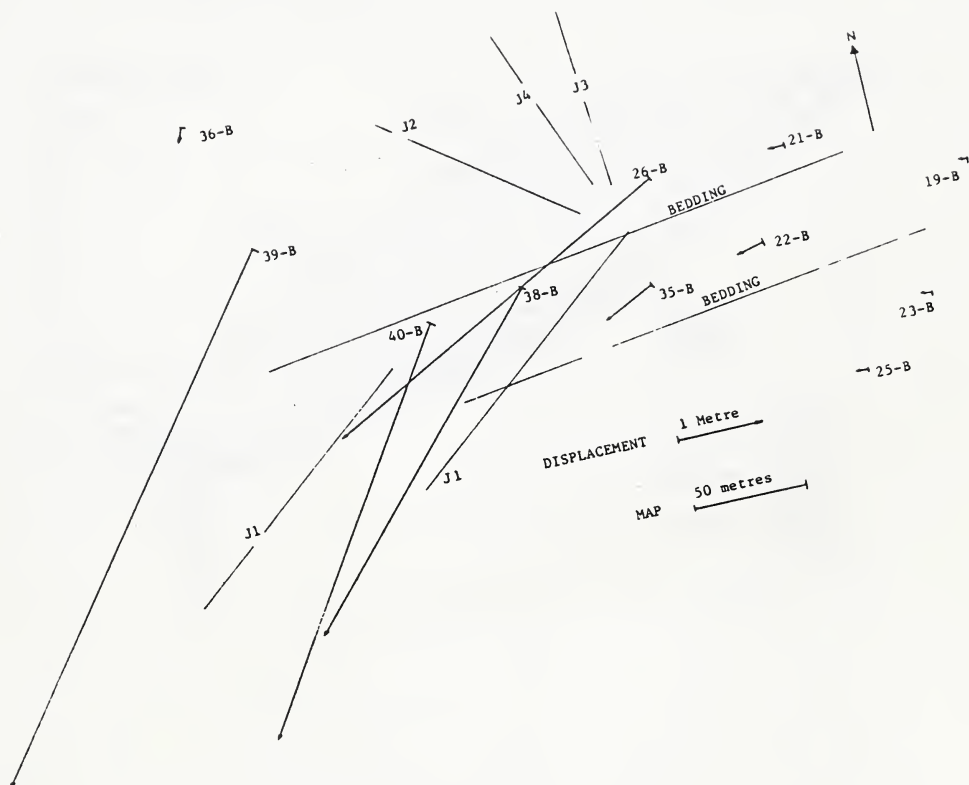 N
J3
J4
J2
36-B
21-B
26-B
19-B
BEDDING
22-B
39-B
35-B
38-B
BEDDING
23-B
40-B
25-B
1 Metre
DISPLACEMENT
J1
50 metres
MAP
J1